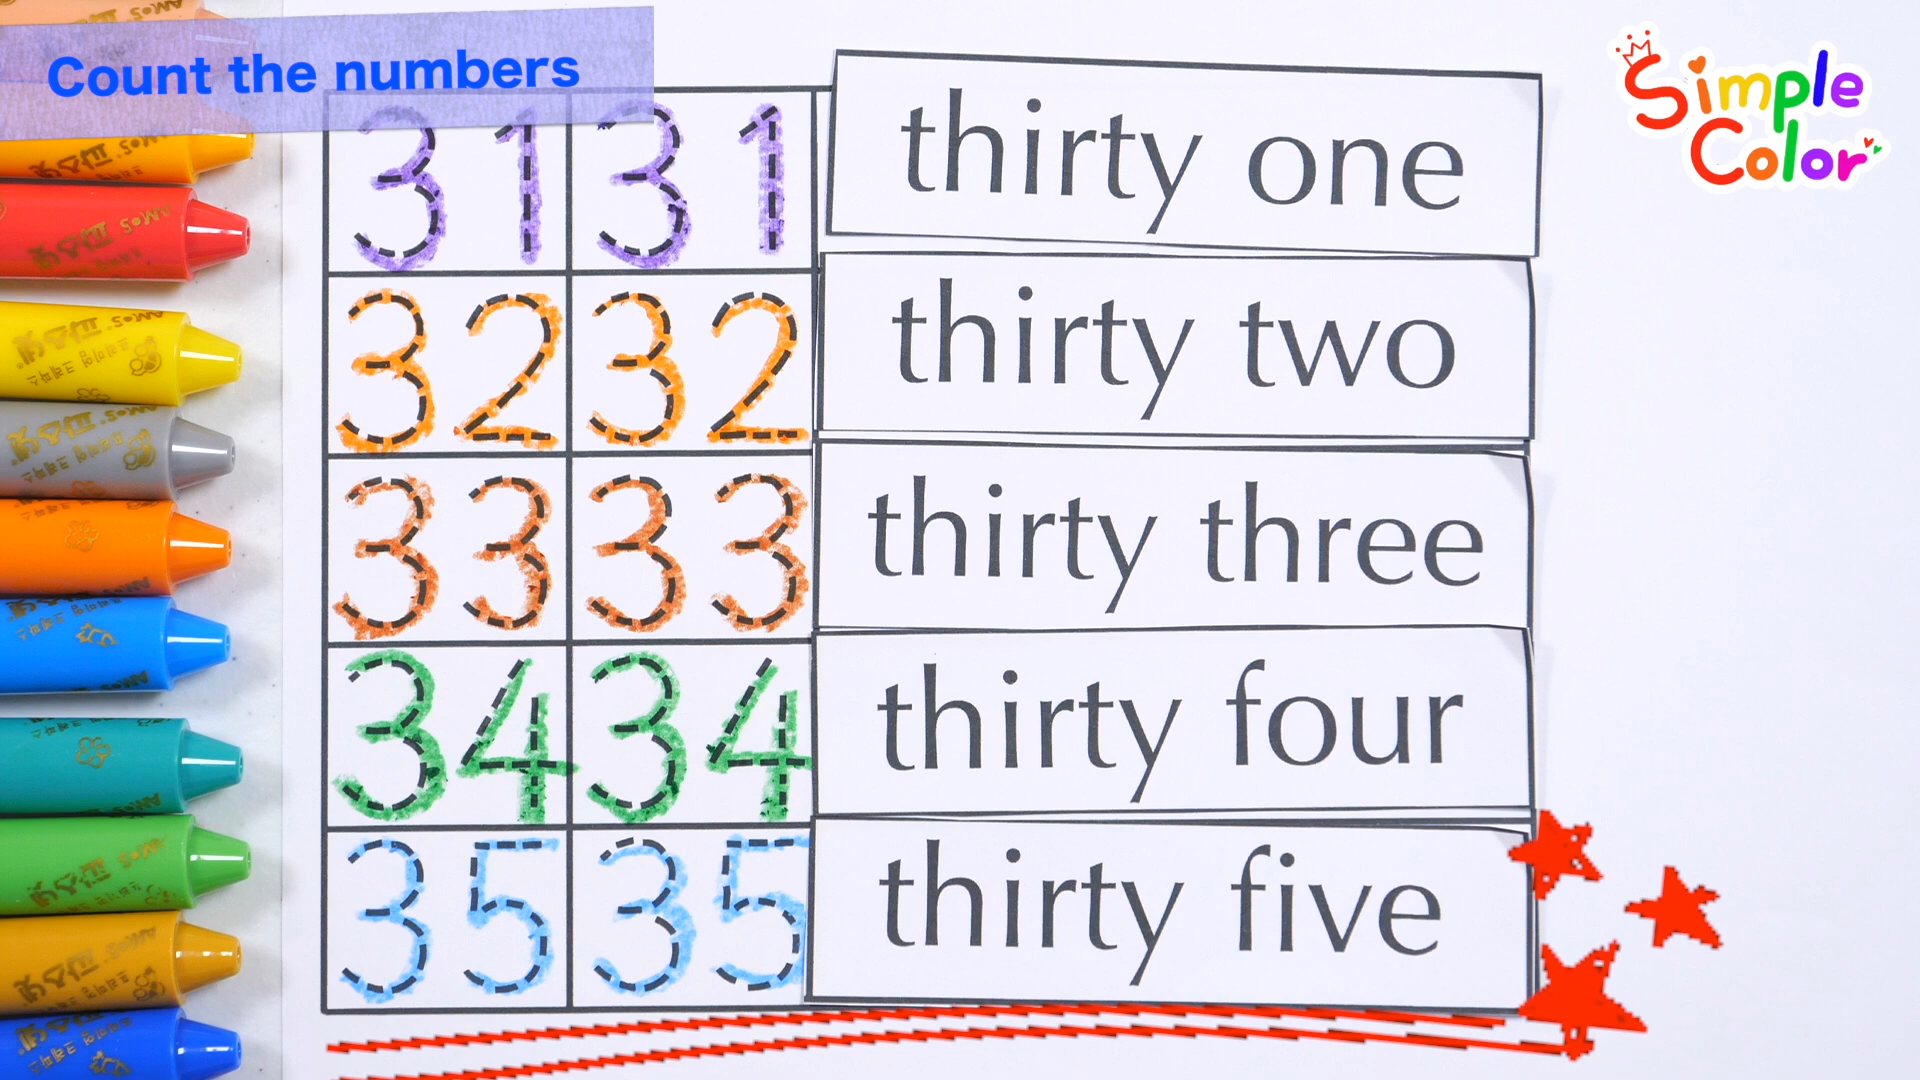 Count the numbers
Simple
Color
31 31 thirty one
32 32 thirty two
33 33 thirty three
34 34 thirty four
35 35 thirty five